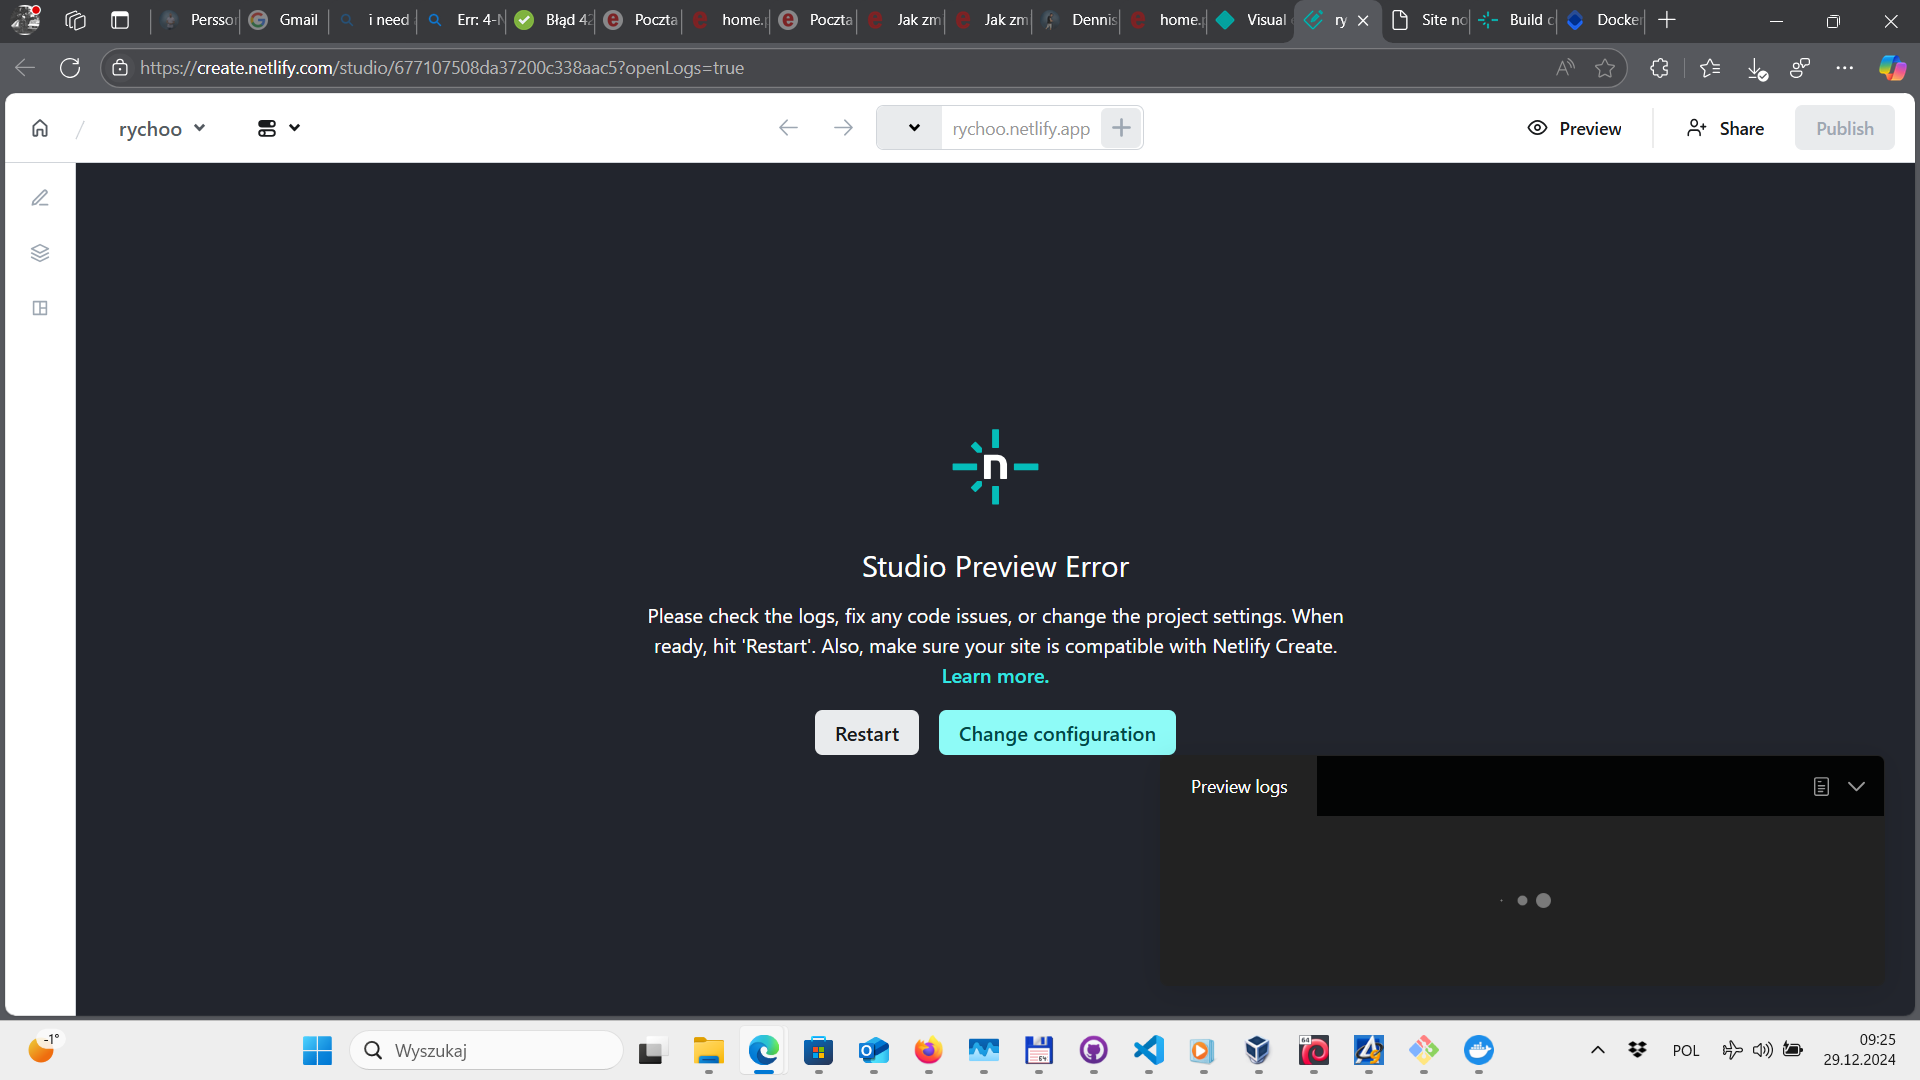 Persson
Gmail
i need
Err: 4-N
Błąd 42
Poczta
home.p
Poczta
Jak zm
Jak zm
Dennis
home.p
Visual
ry
Site no
Build c
Docker
https://create.netlify.com/studio/677107508da37200c338aac5?openLogs=true
/ rychoo
rychoo.netlify.app
Preview
Share
Publish
n
Studio Preview Error
Please check the logs, fix any code issues, or change the project settings. When
ready, hit 'Restart'. Also, make sure your site is compatible with Netlify Create.
Learn more.
Restart
Change configuration
Preview logs
-1°
Wyszukaj
64
64
POL
09:25
29.12.2024